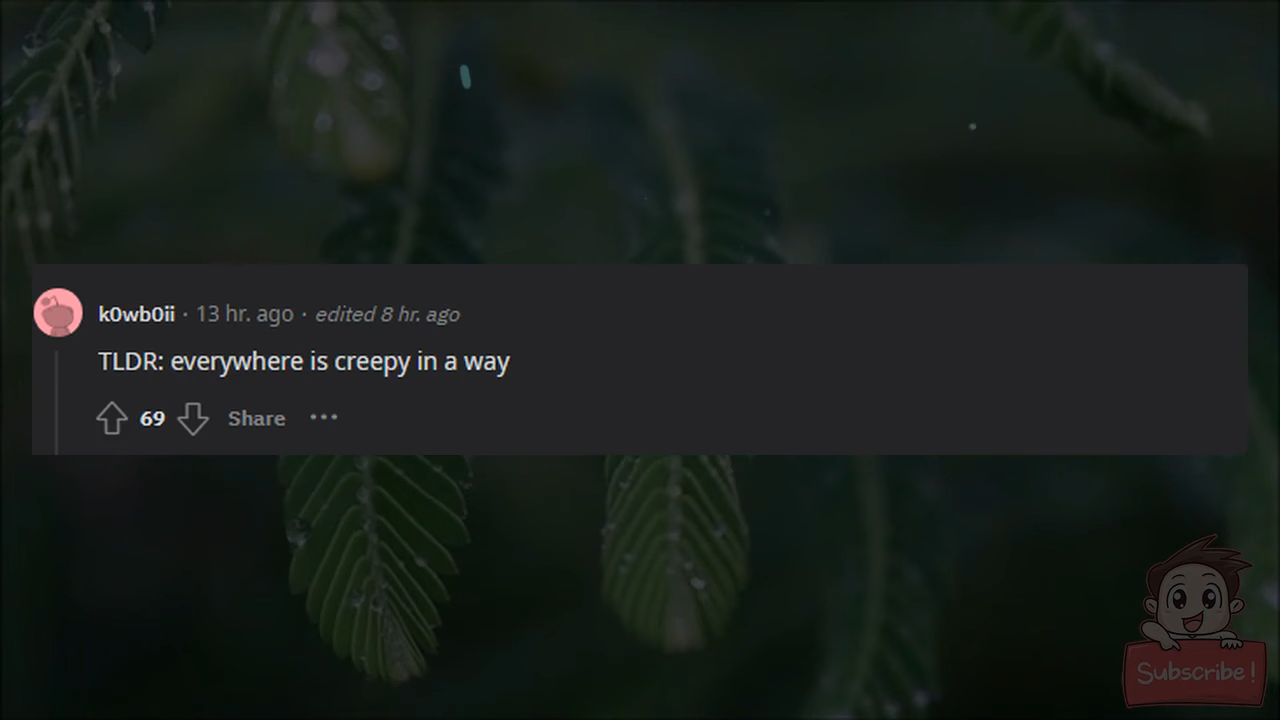 k0wb0ii · 13 hr. ago · edited 8 hr. ago
TLDR: everywhere is creepy in a way
69 Share ···
Subscribe!